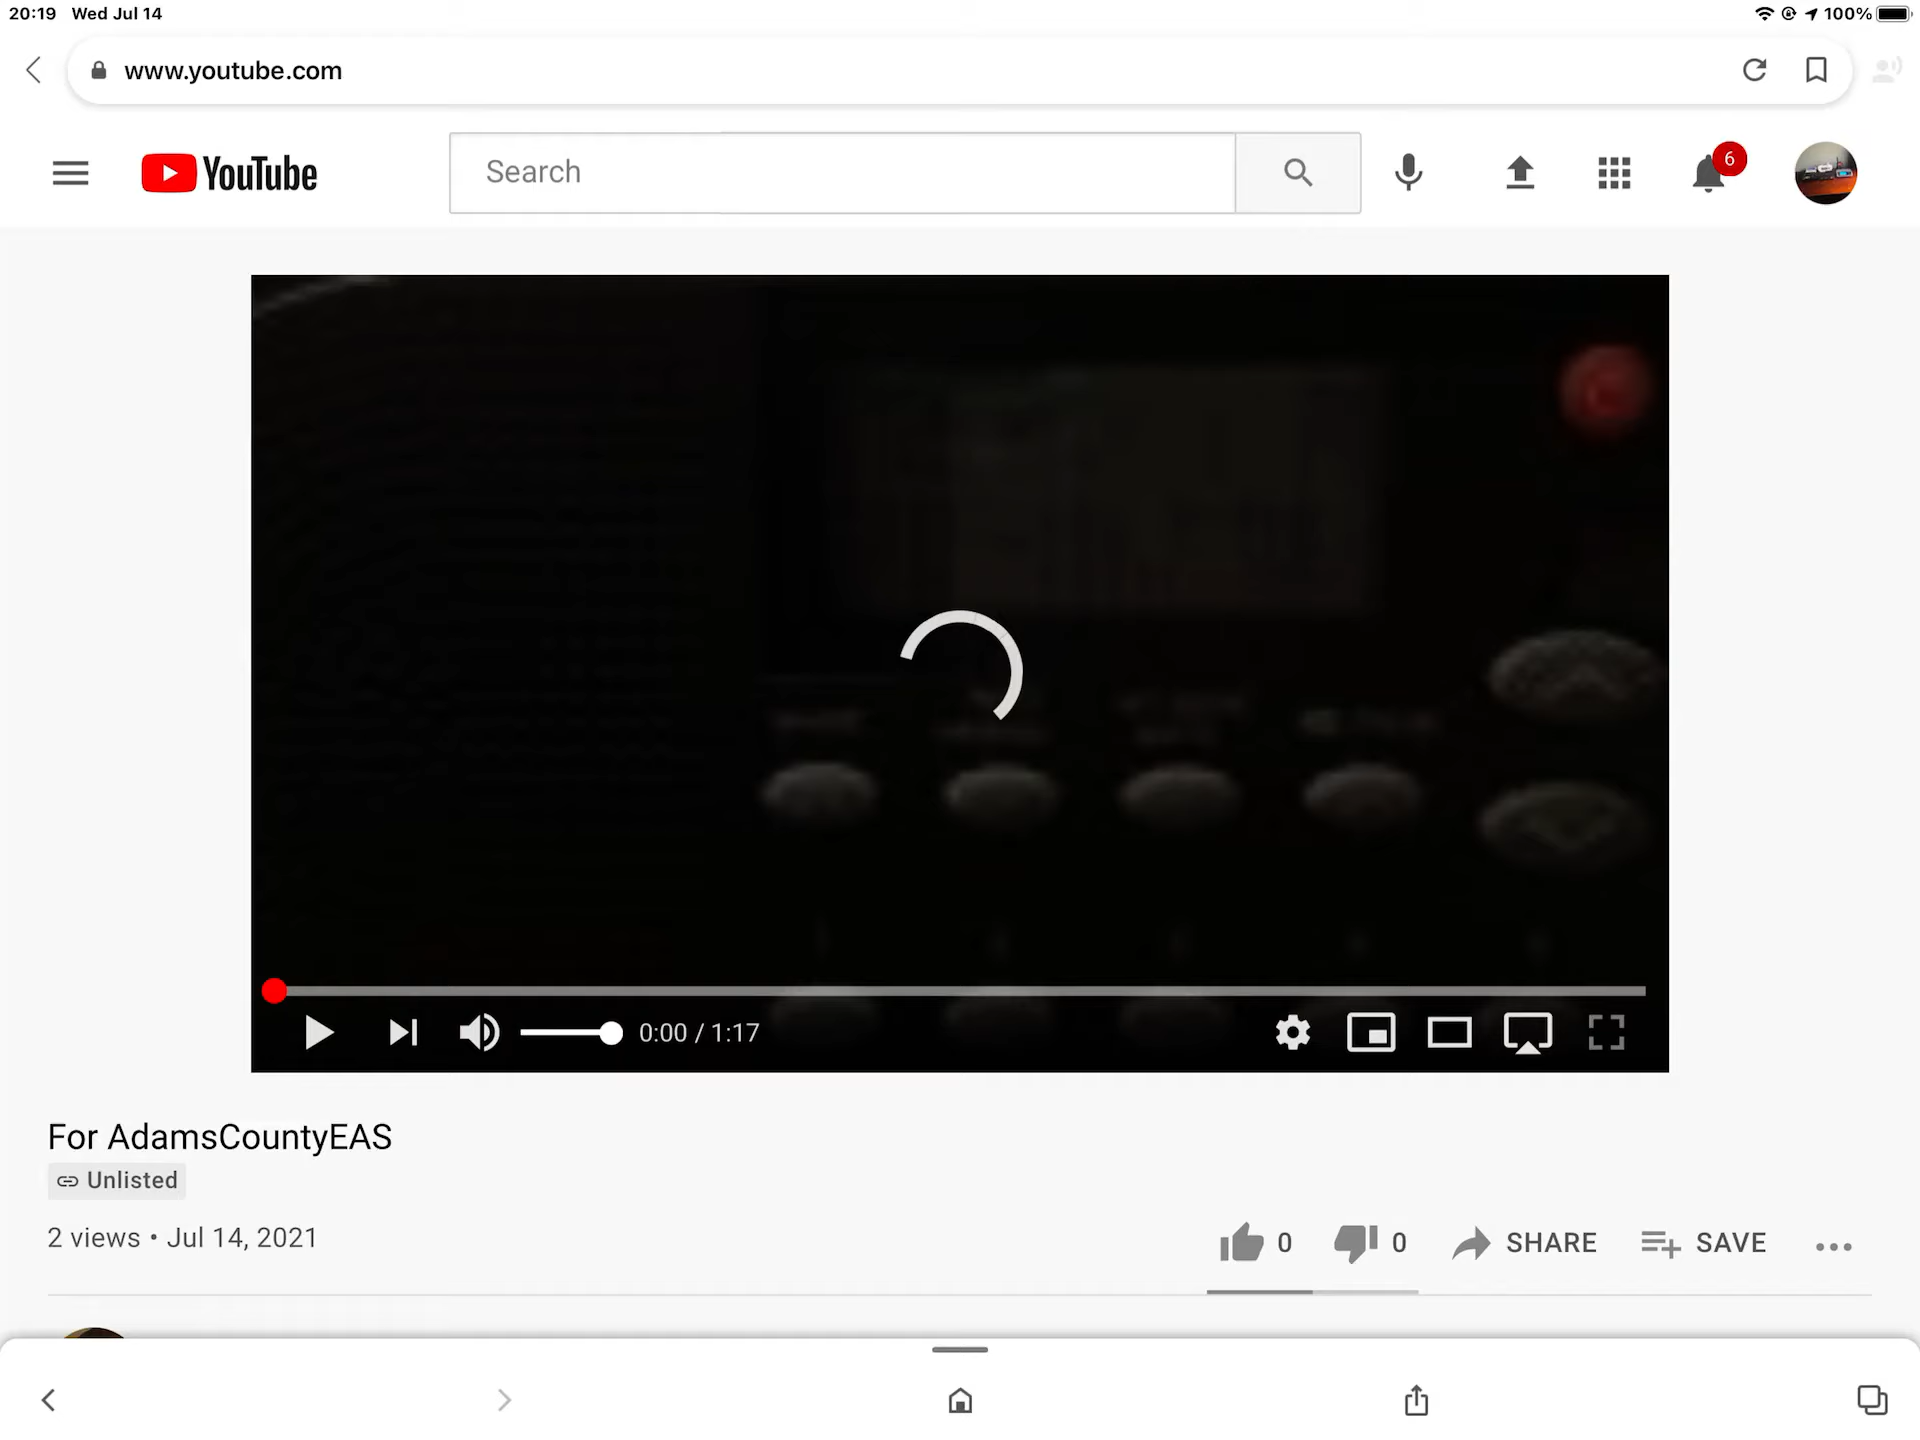 20:19 Wed Jul 14
100%
www.youtube.com
YouTube
Search
6
0:00 / 1:17
For AdamsCountyEAS
Unlisted
2 views • Jul 14, 2021
0
0
SHARE
SAVE